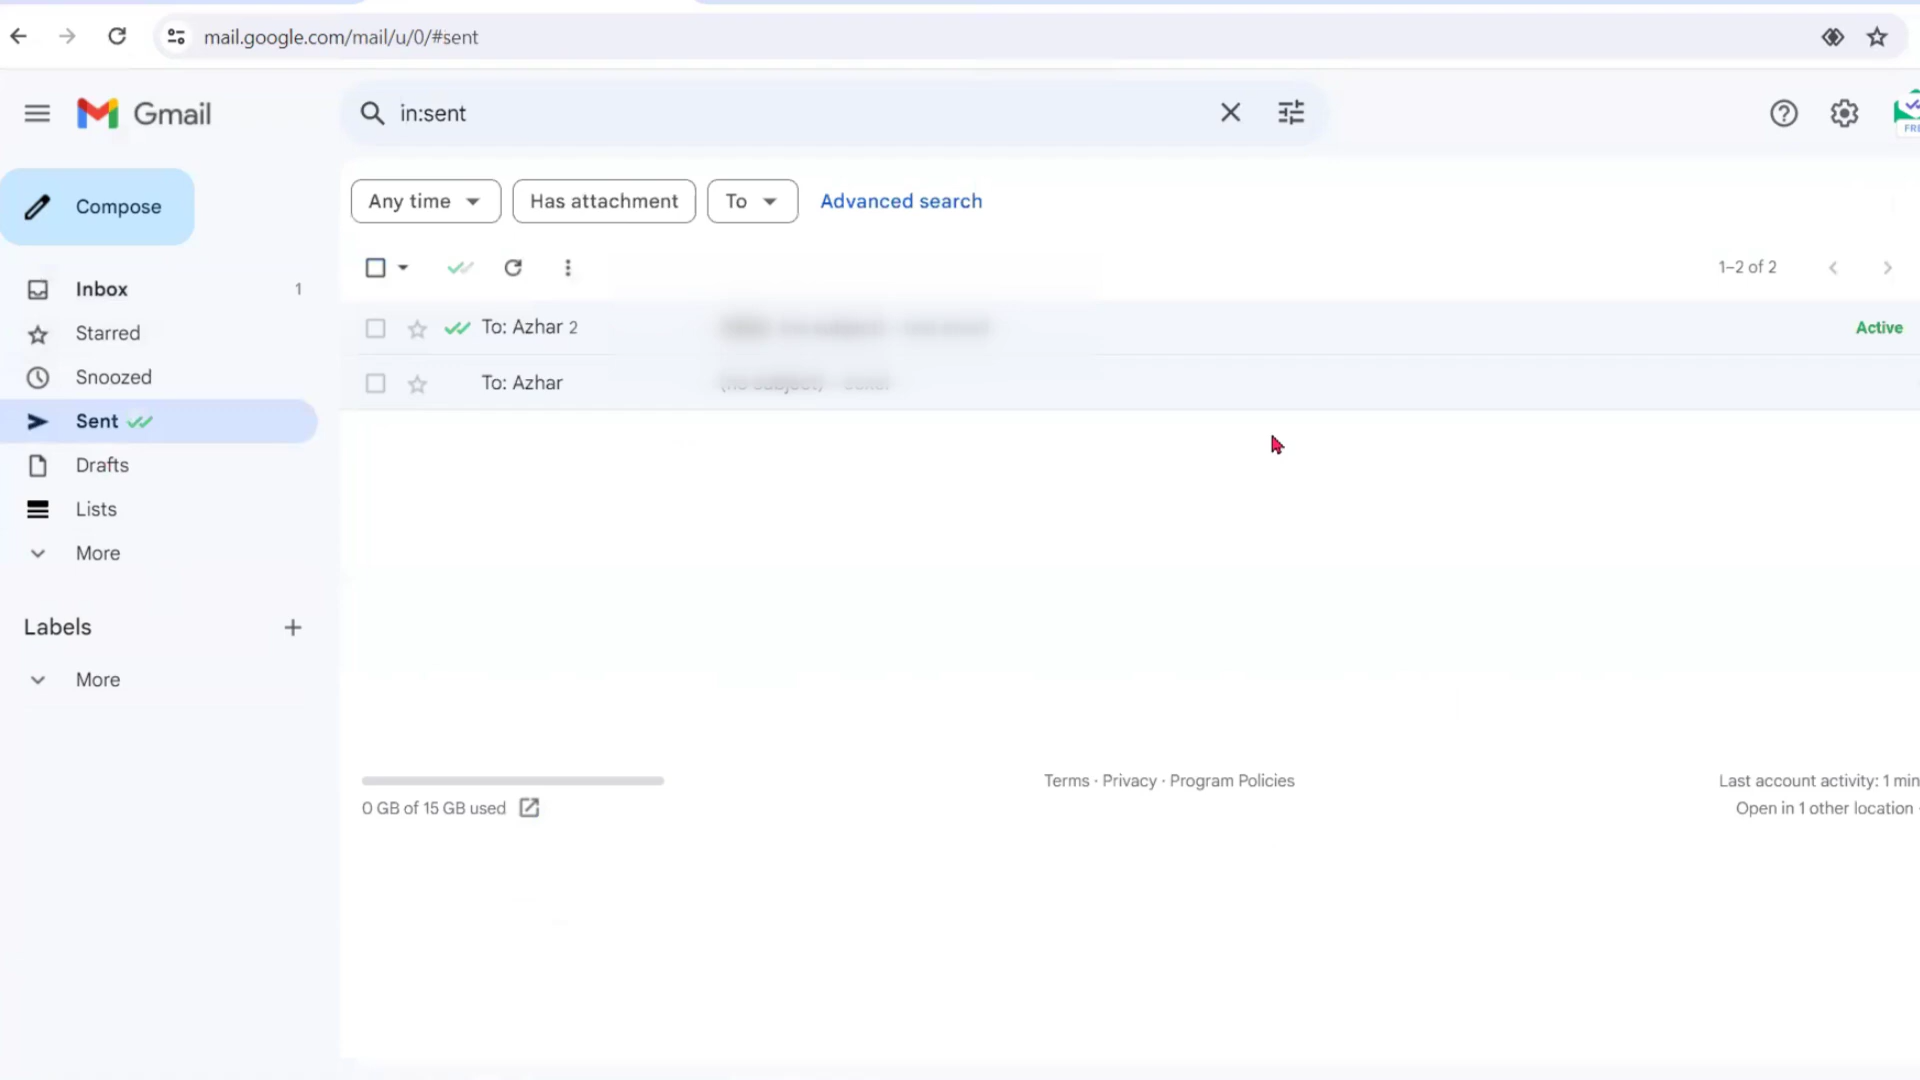 mail.google.com/mail/u/0/#sent
Gmail
in:sent
FRE
Compose
Any time
Has attachment
To
Advanced search
1–2 of 2
Inbox 1
Starred
Snoozed
Sent
Drafts
Lists
More
Labels
More
To: Azhar 2
Active
To: Azhar
0 GB of 15 GB used
Terms · Privacy · Program Policies
Last account activity: 1 min
Open in 1 other location ·